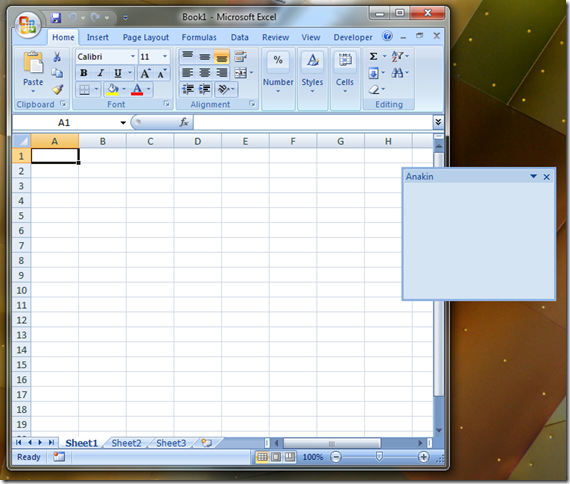 Book1 - Microsoft Excel
Home Insert Page Layout Formulas Data Review View Developer
Calibri 11
Paste
B I U A A
Number Styles Cells
Clipboard Font Alignment Editing
A1 fx
A B C D E F G H
1
2
Anakin
3
4
5
6
7
8
9
10
11
12
13
14
15
16
17
18
19
Sheet1 Sheet2 Sheet3
Ready 100%